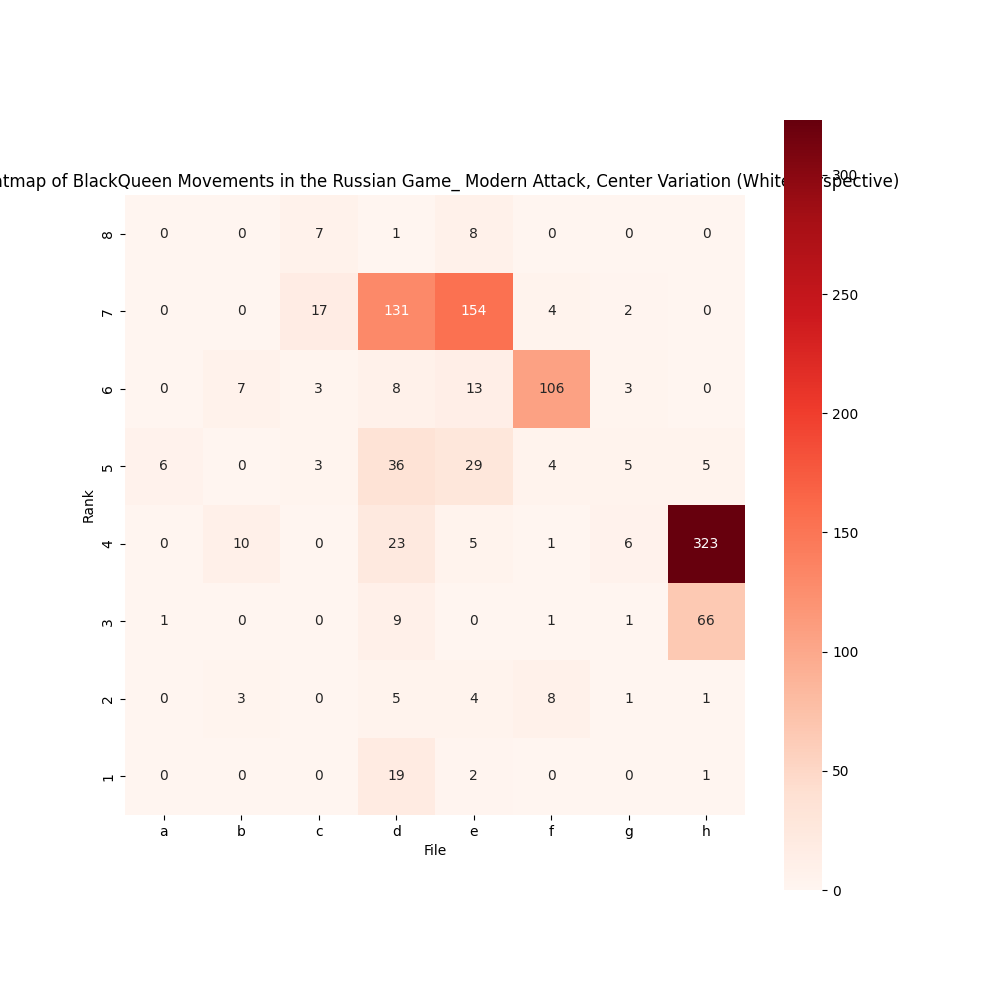 atmap of BlackQueen Movements in the Russian Game_ Modern Attack, Center Variation (White Perspective)
300
8 0 0 7 1 8 0 0 0
250
7 0 0 17 131 154 4 2 0
6 0 7 3 8 13 106 3 0
200
5 6 0 3 36 29 4 5 5
Rank
4 0 10 0 23 5 1 6 323
150
3 1 0 0 9 0 1 1 66
100
2 0 3 0 5 4 8 1 1
50
1 0 0 0 19 2 0 0 1
a b c d e f g h
File
0